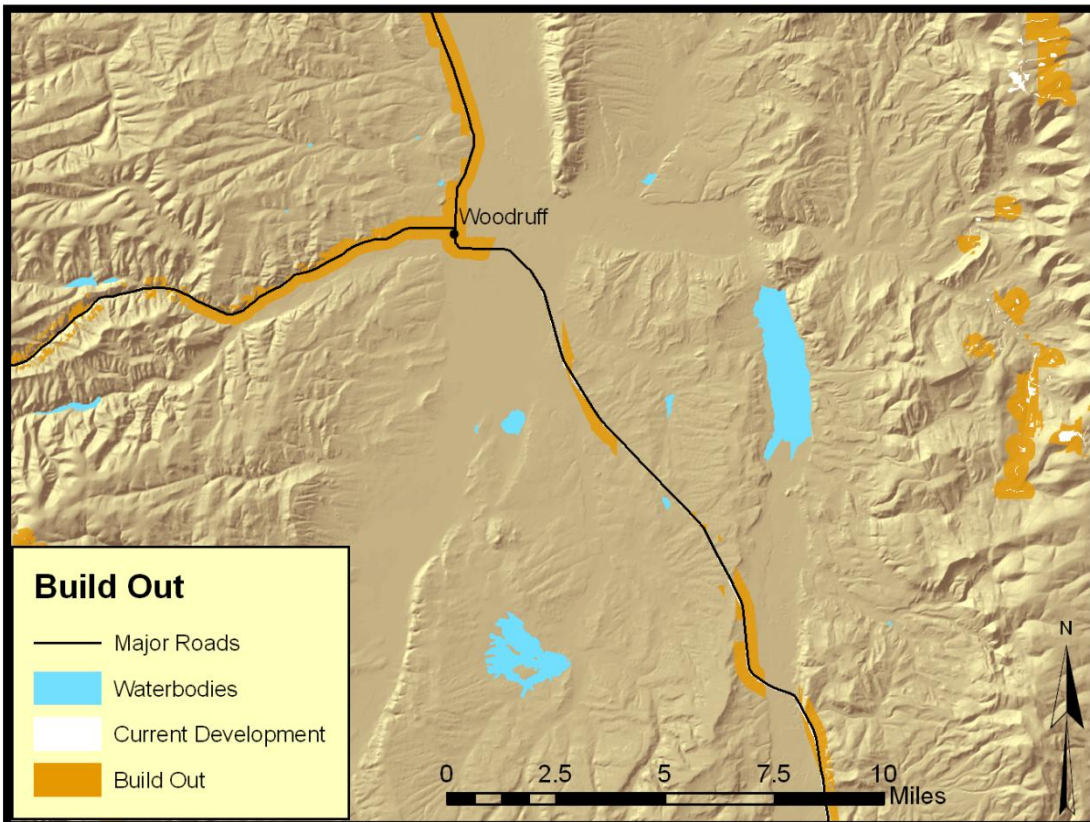 Woodruff
Build Out
Major Roads
Waterbodies
Current Development
Build Out
N
0 2.5 5 7.5 10
Miles